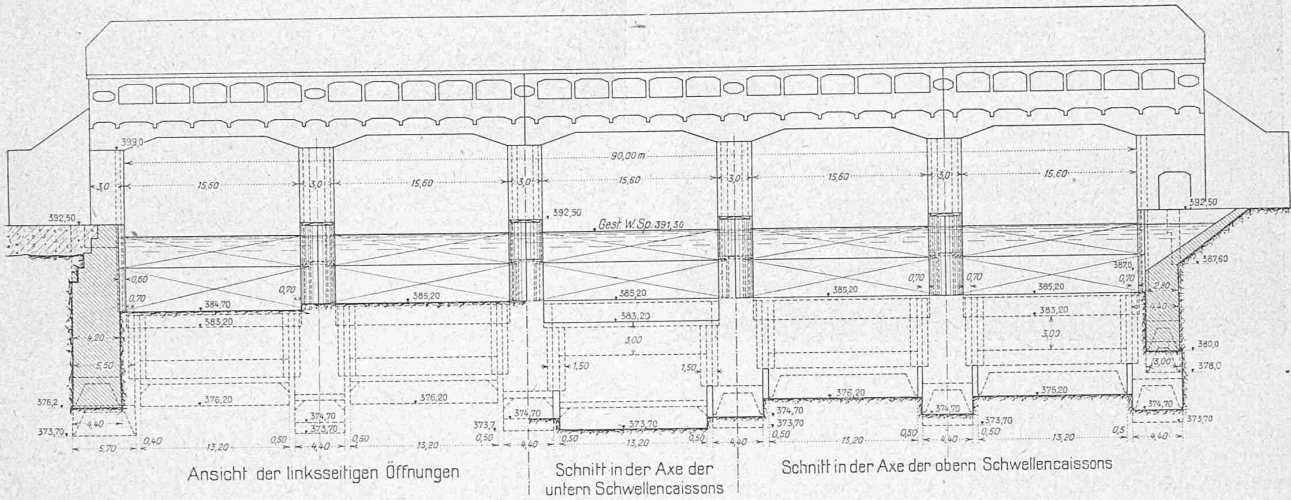 399,0
90,00 m
3,0 15,60 3,0 15,60 3,0 15,60 3,0 15,60 3,0 15,60
392,50 392,50 Gest. W. Sp. 391,30 392,50
387,60
387,0
0,60 0,70 0,70 0,70 0,70 0,70 2,80
384,70 385,20 385,20 385,20 385,20 4,40
383,20 383,20 383,20
4,20 3,00 3,00 380,0
5,50 1,50 1,50 3,00 378,0
376,2 376,20 376,20 376,20 376,20
4,40 374,70 374,70 374,70 374,70 374,70
373,70 373,70 373,7 373,70 373,70 373,70 373,70
5,70 0,40 13,20 0,50 4,40 0,50 13,20 0,50 4,40 0,50 13,20 0,50 4,40 0,50 13,20 0,50 4,40 0,50 13,20 0,5 4,40
Ansicht der linksseitigen Öffnungen
Schnitt in der Axe der
untern Schwellencaissons
Schnitt in der Axe der obern Schwellencaissons